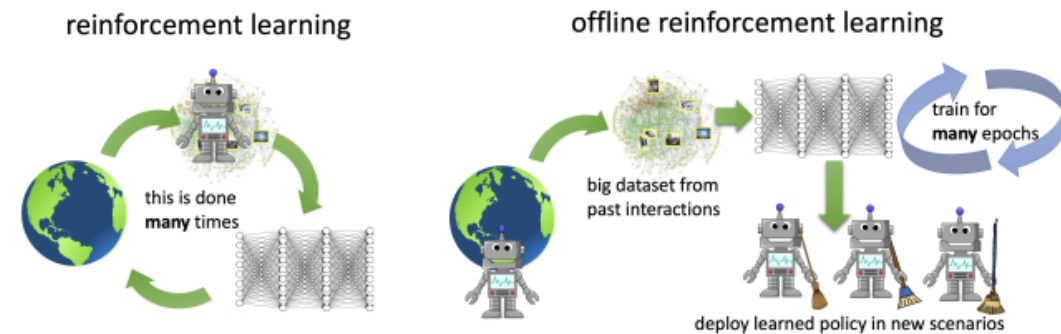 reinforcement learning
this is done
many times
offline reinforcement learning
big dataset from
past interactions
train for
many epochs
deploy learned policy in new scenarios